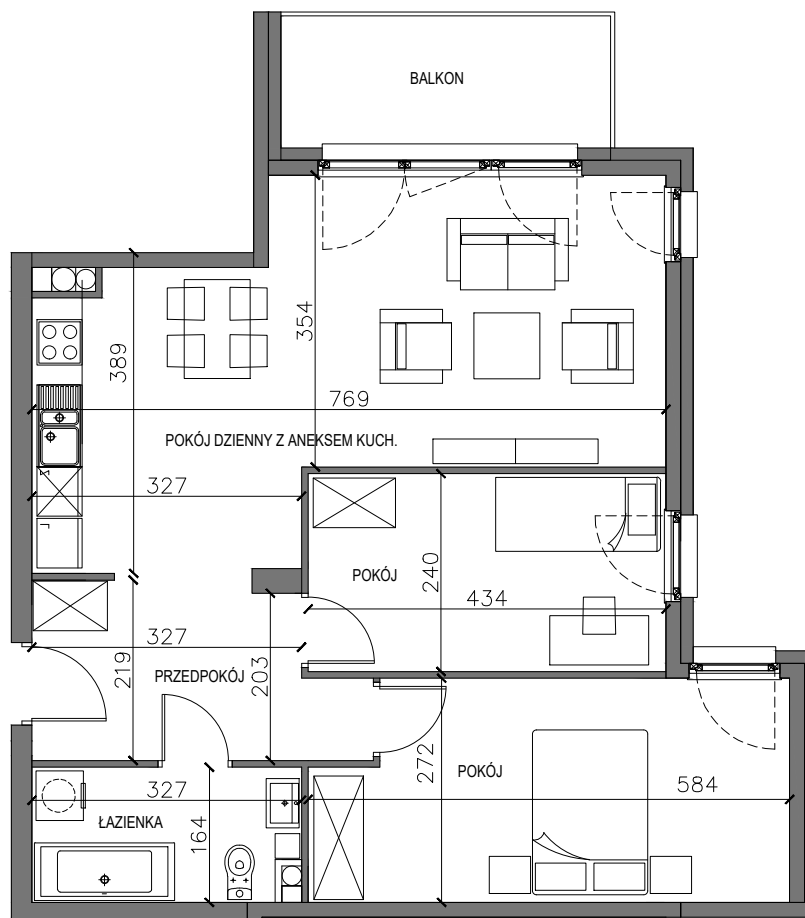 BALKON
354
389
769
POKÓJ DZIENNY Z ANEKSEM KUCH.
327
240
POKÓJ
434
327
219
203
PRZEDPOKÓJ
272
POKÓJ
584
327
164
ŁAZIENKA